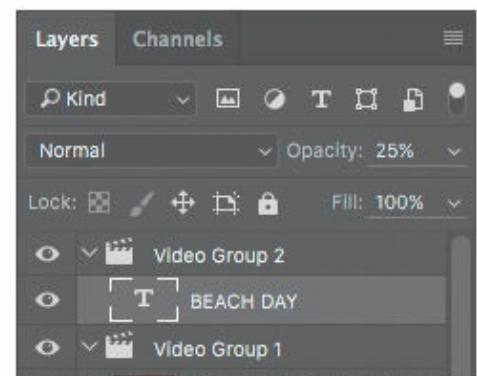 Layers Channels
Kind T
Normal Opacity: 25%
Lock: Fill: 100%
Video Group 2
T BEACH DAY
Video Group 1